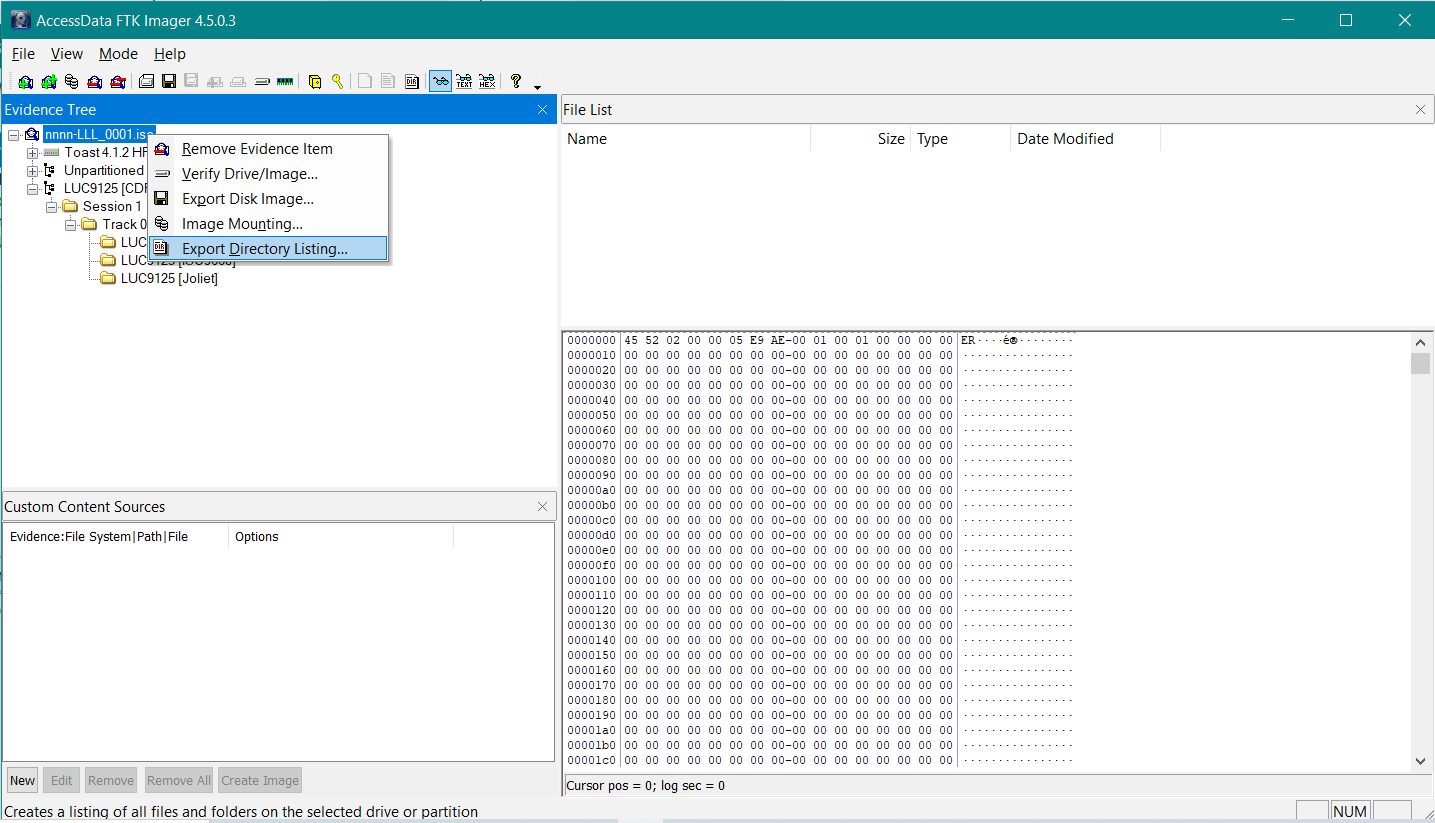 AccessData FTK Imager 4.5.0.3
File View Mode Help
Evidence Tree
nnnn-LLL_0001.iso
Toast 4.1.2 HF
Unpartitioned
LUC9125 [CDF
Session 1
Track 0
LUC
LUC9125 [ISO9660]
LUC9125 [Joliet]
Remove Evidence Item
Verify Drive/Image...
Export Disk Image...
Image Mounting...
Export Directory Listing...
File List
Name Size Type Date Modified
Custom Content Sources
Evidence:File System|Path|File Options
New Edit Remove Remove All Create Image
0000000 45 52 02 00 00 05 E9 AE-00 01 00 01 00 00 00 00 ER····é®········
0000010 00 00 00 00 00 00 00 00-00 00 00 00 00 00 00 00 ················
0000020 00 00 00 00 00 00 00 00-00 00 00 00 00 00 00 00 ················
0000030 00 00 00 00 00 00 00 00-00 00 00 00 00 00 00 00 ················
0000040 00 00 00 00 00 00 00 00-00 00 00 00 00 00 00 00 ················
0000050 00 00 00 00 00 00 00 00-00 00 00 00 00 00 00 00 ················
0000060 00 00 00 00 00 00 00 00-00 00 00 00 00 00 00 00 ················
0000070 00 00 00 00 00 00 00 00-00 00 00 00 00 00 00 00 ················
0000080 00 00 00 00 00 00 00 00-00 00 00 00 00 00 00 00 ················
0000090 00 00 00 00 00 00 00 00-00 00 00 00 00 00 00 00 ················
00000a0 00 00 00 00 00 00 00 00-00 00 00 00 00 00 00 00 ················
00000b0 00 00 00 00 00 00 00 00-00 00 00 00 00 00 00 00 ················
00000c0 00 00 00 00 00 00 00 00-00 00 00 00 00 00 00 00 ················
00000d0 00 00 00 00 00 00 00 00-00 00 00 00 00 00 00 00 ················
00000e0 00 00 00 00 00 00 00 00-00 00 00 00 00 00 00 00 ················
00000f0 00 00 00 00 00 00 00 00-00 00 00 00 00 00 00 00 ················
0000100 00 00 00 00 00 00 00 00-00 00 00 00 00 00 00 00 ················
0000110 00 00 00 00 00 00 00 00-00 00 00 00 00 00 00 00 ················
0000120 00 00 00 00 00 00 00 00-00 00 00 00 00 00 00 00 ················
0000130 00 00 00 00 00 00 00 00-00 00 00 00 00 00 00 00 ················
0000140 00 00 00 00 00 00 00 00-00 00 00 00 00 00 00 00 ················
0000150 00 00 00 00 00 00 00 00-00 00 00 00 00 00 00 00 ················
0000160 00 00 00 00 00 00 00 00-00 00 00 00 00 00 00 00 ················
0000170 00 00 00 00 00 00 00 00-00 00 00 00 00 00 00 00 ················
0000180 00 00 00 00 00 00 00 00-00 00 00 00 00 00 00 00 ················
0000190 00 00 00 00 00 00 00 00-00 00 00 00 00 00 00 00 ················
00001a0 00 00 00 00 00 00 00 00-00 00 00 00 00 00 00 00 ················
00001b0 00 00 00 00 00 00 00 00-00 00 00 00 00 00 00 00 ················
00001c0 00 00 00 00 00 00 00 00-00 00 00 00 00 00 00 00 ················
Cursor pos = 0; log sec = 0
Creates a listing of all files and folders on the selected drive or partition
NUM